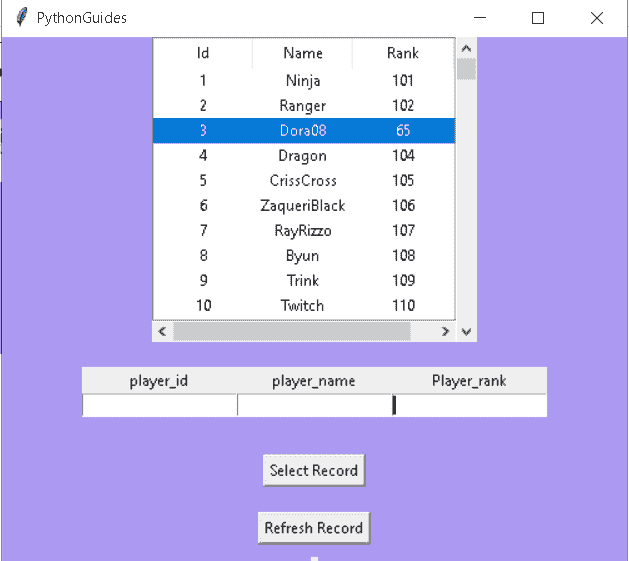 PythonGuides
Id Name Rank
1 Ninja 101
2 Ranger 102
3 Dora08 65
4 Dragon 104
5 CrissCross 105
6 ZaqueriBlack 106
7 RayRizzo 107
8 Byun 108
9 Trink 109
10 Twitch 110
player_id player_name Player_rank
Select Record
Refresh Record